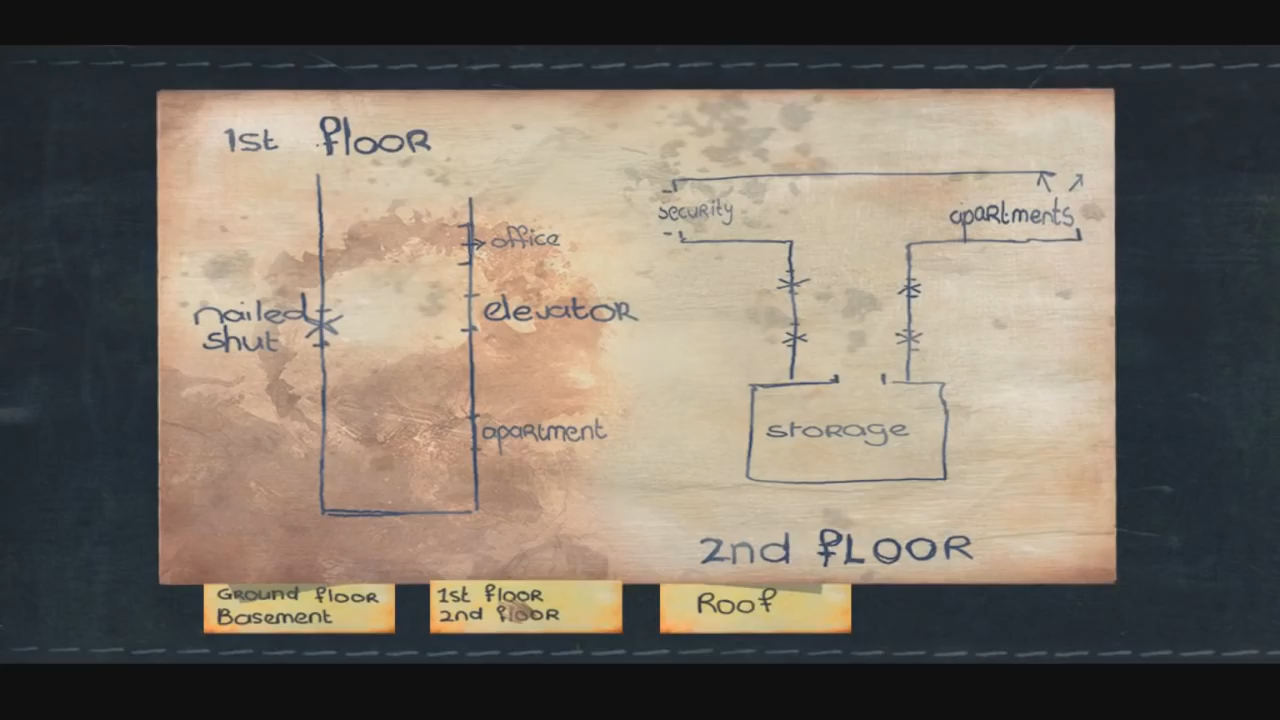 1st floor
office
nailed
shut
elevator
apartment
security
apartments
storage
2nd floor
Ground floor
Basement
1st floor
2nd floor
Roof